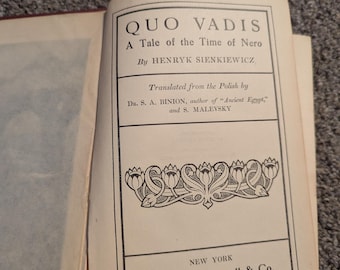 QUO VADIS
A Tale of the Time of Nero
By HENRYK SIENKIEWICZ
Translated from the Polish by
DR. S. A. BINION, author of "Ancient Egypt,"
and S. MALEVSKY
NEW YORK
& Co.